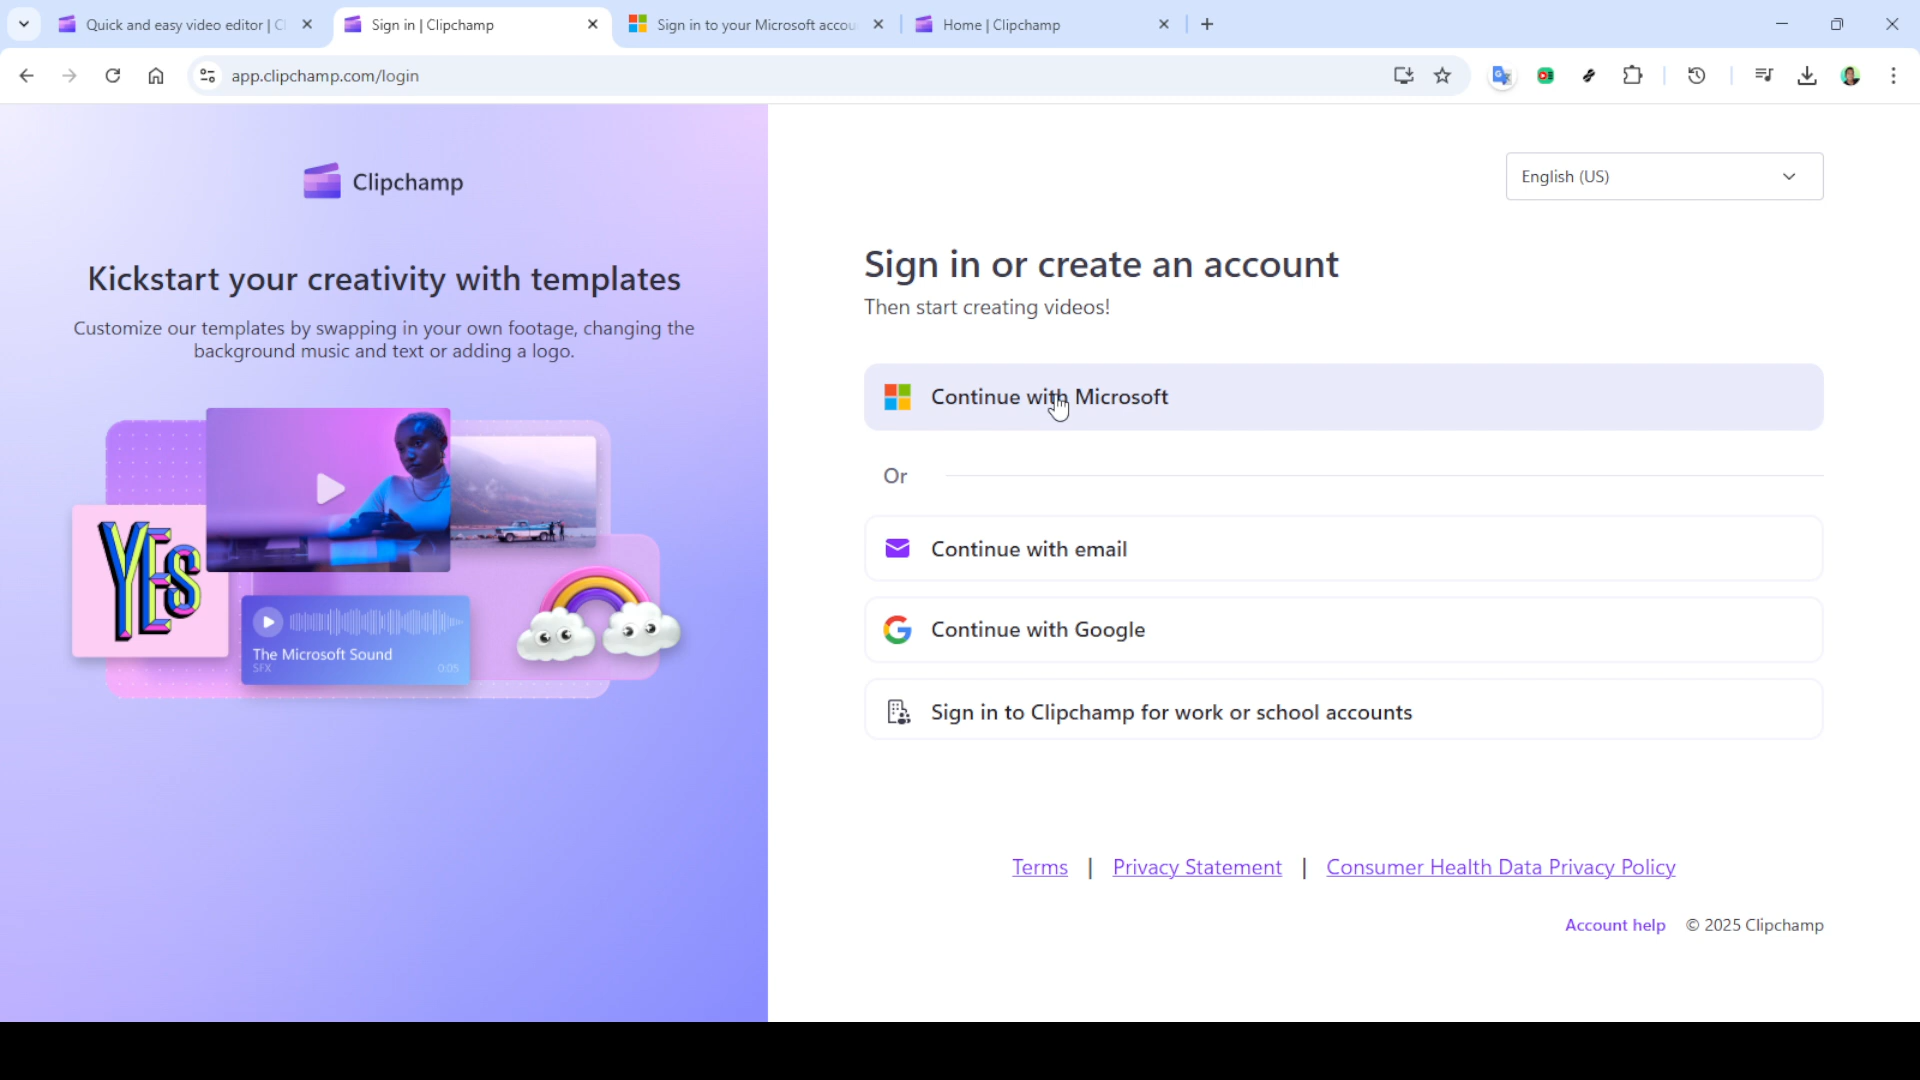 Quick and easy video editor | Cl
Sign in | Clipchamp
Sign in to your Microsoft accou
Home | Clipchamp
app.clipchamp.com/login
Clipchamp
Kickstart your creativity with templates
Customize our templates by swapping in your own footage, changing the
background music and text or adding a logo.
YES
The Microsoft Sound
SFX
0:05
English (US)
Sign in or create an account
Then start creating videos!
Continue with Microsoft
Or
Continue with email
Continue with Google
Sign in to Clipchamp for work or school accounts
Terms | Privacy Statement | Consumer Health Data Privacy Policy
Account help © 2025 Clipchamp